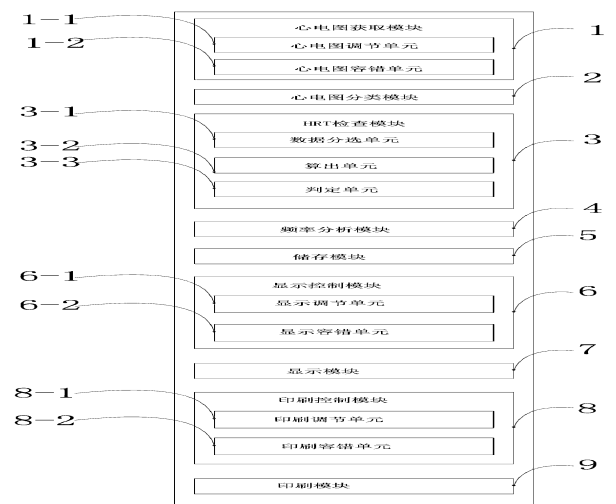 心电图获取模块
1-1
心电图调节单元
1
1-2
心电图容错单元
心电图分类模块
2
HRT检查模块
3-1
数据分选单元
3
3-2
算出单元
3-3
判定单元
频率分析模块
4
储存模块
5
显示控制模块
6-1
显示调节单元
6
6-2
显示容错单元
显示模块
7
印刷控制模块
8-1
印刷调节单元
8
8-2
印刷容错单元
印刷模块
9